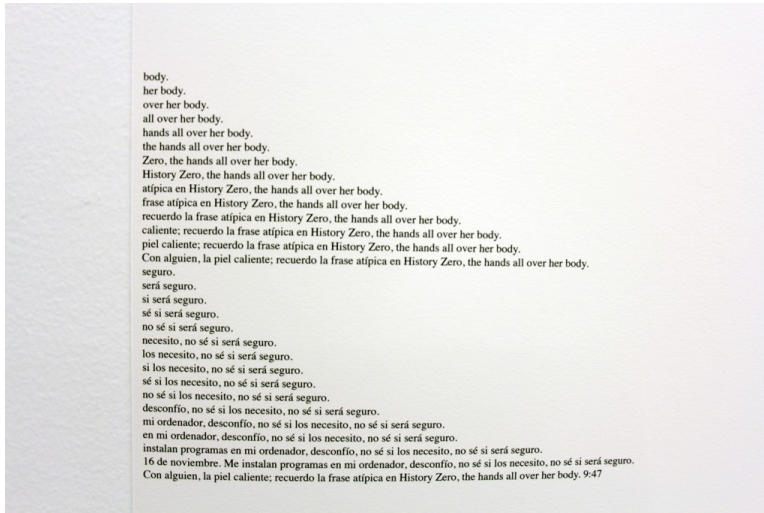 body.
her body.
over her body.
all over her body.
hands all over her body.
the hands all over her body.
Zero, the hands all over her body.
History Zero, the hands all over her body.
atípica en History Zero, the hands all over her body.
frase atípica en History Zero, the hands all over her body.
recuerdo la frase atípica en History Zero, the hands all over her body.
caliente; recuerdo la frase atípica en History Zero, the hands all over her body.
piel caliente; recuerdo la frase atípica en History Zero, the hands all over her body.
Con alguien, la piel caliente; recuerdo la frase atípica en History Zero, the hands all over her body.
seguro.
será seguro.
si será seguro.
sé si será seguro.
no sé si será seguro.
necesito, no sé si será seguro.
los necesito, no sé si será seguro.
si los necesito, no sé si será seguro.
sé si los necesito, no sé si será seguro.
no sé si los necesito, no sé si será seguro.
desconfío, no sé si los necesito, no sé si será seguro.
mi ordenador, desconfío, no sé si los necesito, no sé si será seguro.
en mi ordenador, desconfío, no sé si los necesito, no sé si será seguro.
instalan programas en mi ordenador, desconfío, no sé si los necesito, no sé si será seguro.
16 de noviembre. Me instalan programas en mi ordenador, desconfío, no sé si los necesito, no sé si será seguro.
Con alguien, la piel caliente; recuerdo la frase atípica en History Zero, the hands all over her body. 9:47